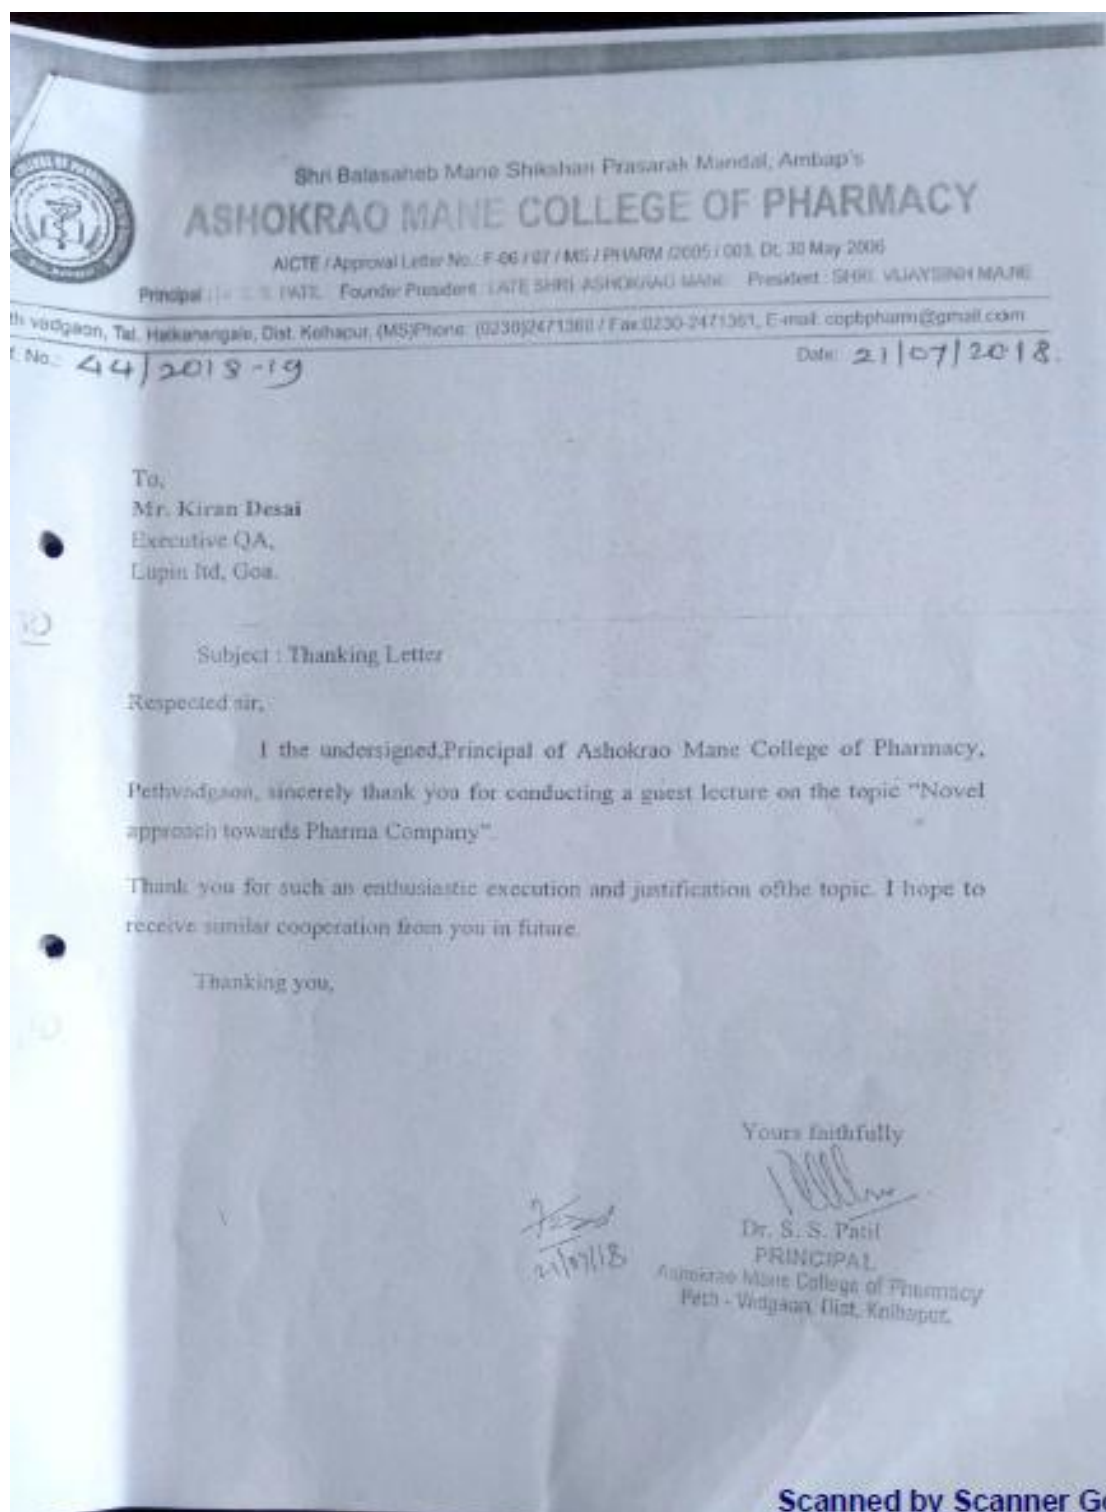 Shri Balasaheb Mane Shikshan Prasarak Mandal, Ambap's
ASHOKRAO MANE COLLEGE OF PHARMACY
AICTE / Approval Letter No.: F-06 / 07 / MS / PHARM /2005 / 003, Dt. 30 May 2006
Principal : S. S. PATIL Founder President : LATE SHRI ASHOKRAO MANE President : SHRI. VIJAYSINH MANE
th vadgaon, Tal. Hatkanangale, Dist. Kolhapur, (MS)Phone: (0230)2471360 / Fax:0230-2471361, E-mail: copbpharm@gmail.com
f. No.: 44/2018-19
Date: 21/07/2018.
To,
Mr. Kiran Desai
Executive QA,
Lupin ltd, Goa.
Subject : Thanking Letter
Respected sir,
I the undersigned,Principal of Ashokrao Mane College of Pharmacy,
Pethvadgaon, sincerely thank you for conducting a guest lecture on the topic "Novel
approach towards Pharma Company".
Thank you for such an enthusiastic execution and justification ofthe topic. I hope to
receive similar cooperation from you in future.
Thanking you,
Yours faithfully
21/07/18
Dr. S. S. Patil
PRINCIPAL
Ashokrao Mane College of Pharmacy
Peth - Vadgaon, Dist. Kolhapur.
Scanned by Scanner Go